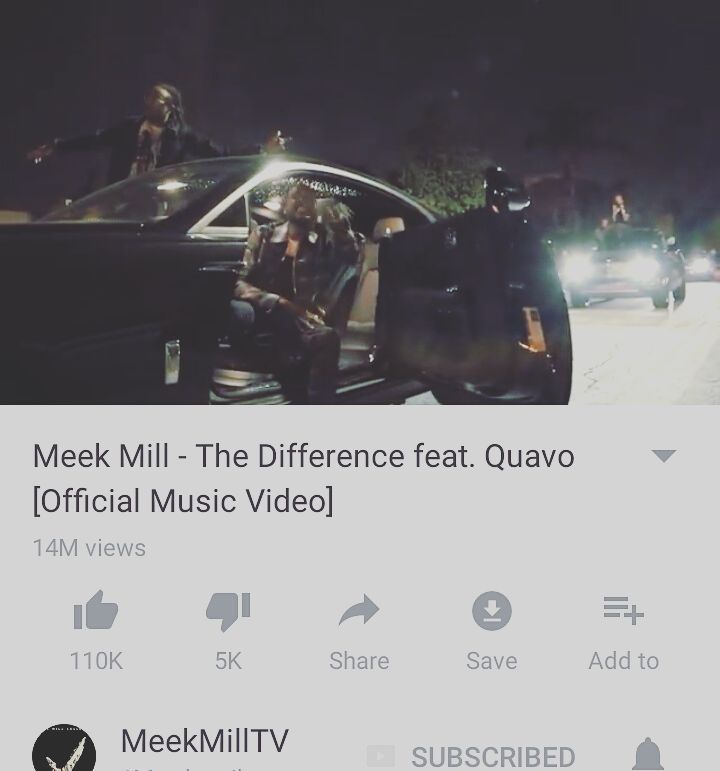 Meek Mill - The Difference feat. Quavo
[Official Music Video]
14M views
110K
5K
Share
Save
Add to
MeekMillTV
SUBSCRIBED